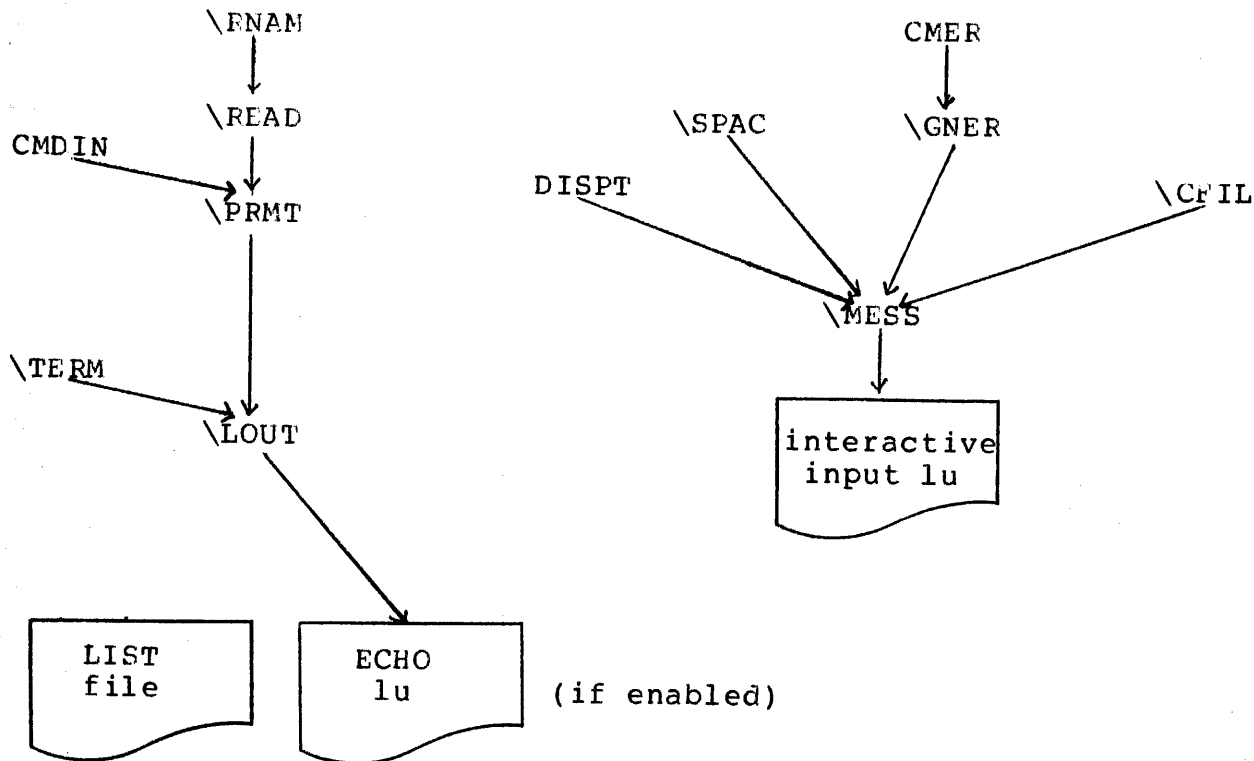 \RNAM
\READ
CMDIN
\PRMT
\TERM
\LOUT
LIST
file
ECHO
lu
(if enabled)
CMER
\SPAC
\GNER
DISPT
\CFIL
\MESS
interactive
input lu